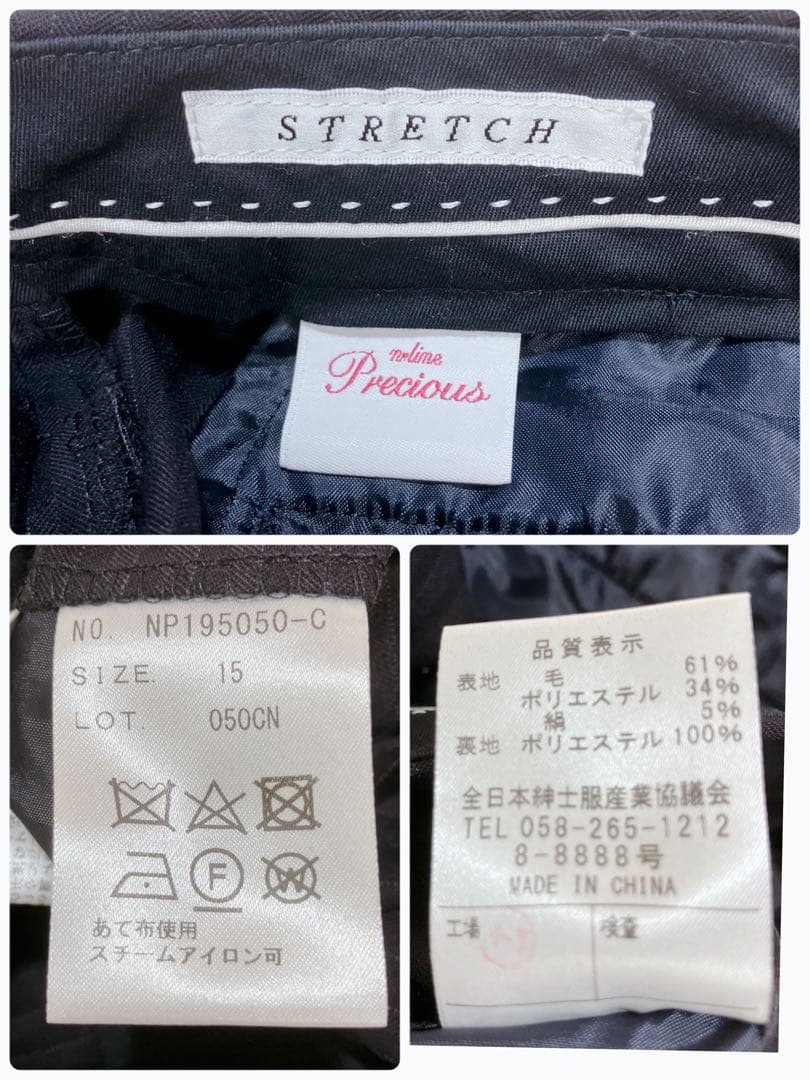 STRETCH
n•line
Precious
NO. NP195050-C
SIZE. 15
LOT. 050CN
F
W
あて布使用
スチームアイロン可
品質表示
表地 毛 61%
ポリエステル 34%
絹 5%
裏地 ポリエステル 100%
全日本紳士服産業協議会
TEL 058-265-1212
8-8888号
MADE IN CHINA
工場 検査